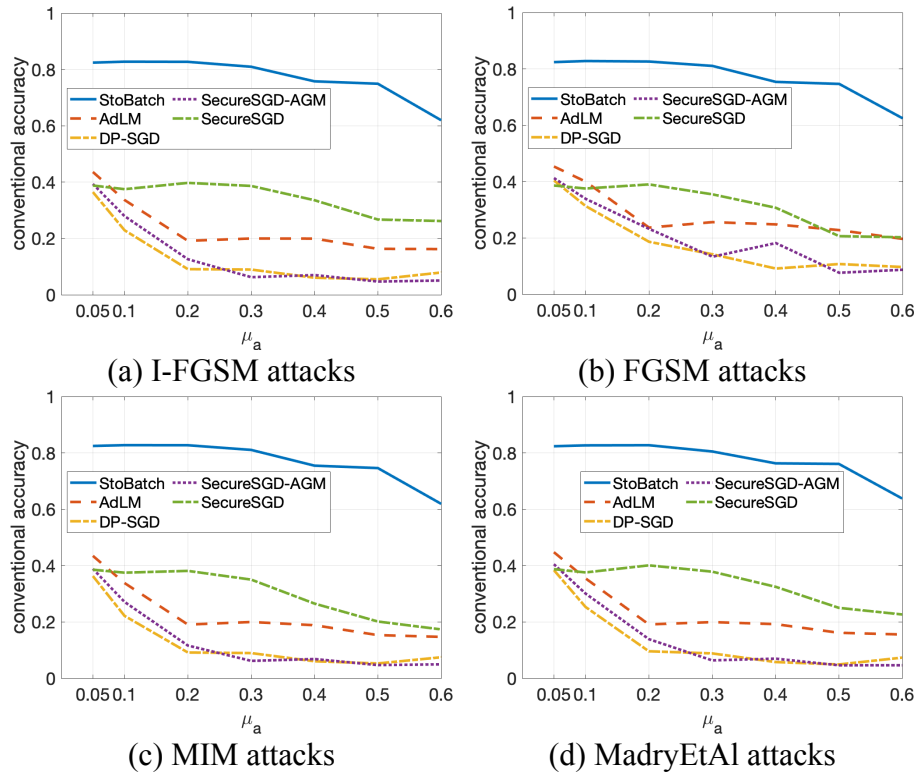 1
0.8
0.6
0.4
0.2
0
conventional accuracy
StoBatch
AdLM
DP-SGD
SecureSGD-AGM
SecureSGD
0.05 0.1 0.2 0.3 0.4 0.5 0.6
μa
(a) I-FGSM attacks
1
0.8
0.6
0.4
0.2
0
conventional accuracy
StoBatch
AdLM
DP-SGD
SecureSGD-AGM
SecureSGD
0.05 0.1 0.2 0.3 0.4 0.5 0.6
μa
(b) FGSM attacks
1
0.8
0.6
0.4
0.2
0
conventional accuracy
StoBatch
AdLM
DP-SGD
SecureSGD-AGM
SecureSGD
0.05 0.1 0.2 0.3 0.4 0.5 0.6
μa
(c) MIM attacks
1
0.8
0.6
0.4
0.2
0
conventional accuracy
StoBatch
AdLM
DP-SGD
SecureSGD-AGM
SecureSGD
0.05 0.1 0.2 0.3 0.4 0.5 0.6
μa
(d) MadryEtAl attacks